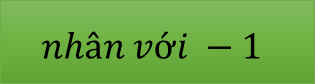 nhân với − 1